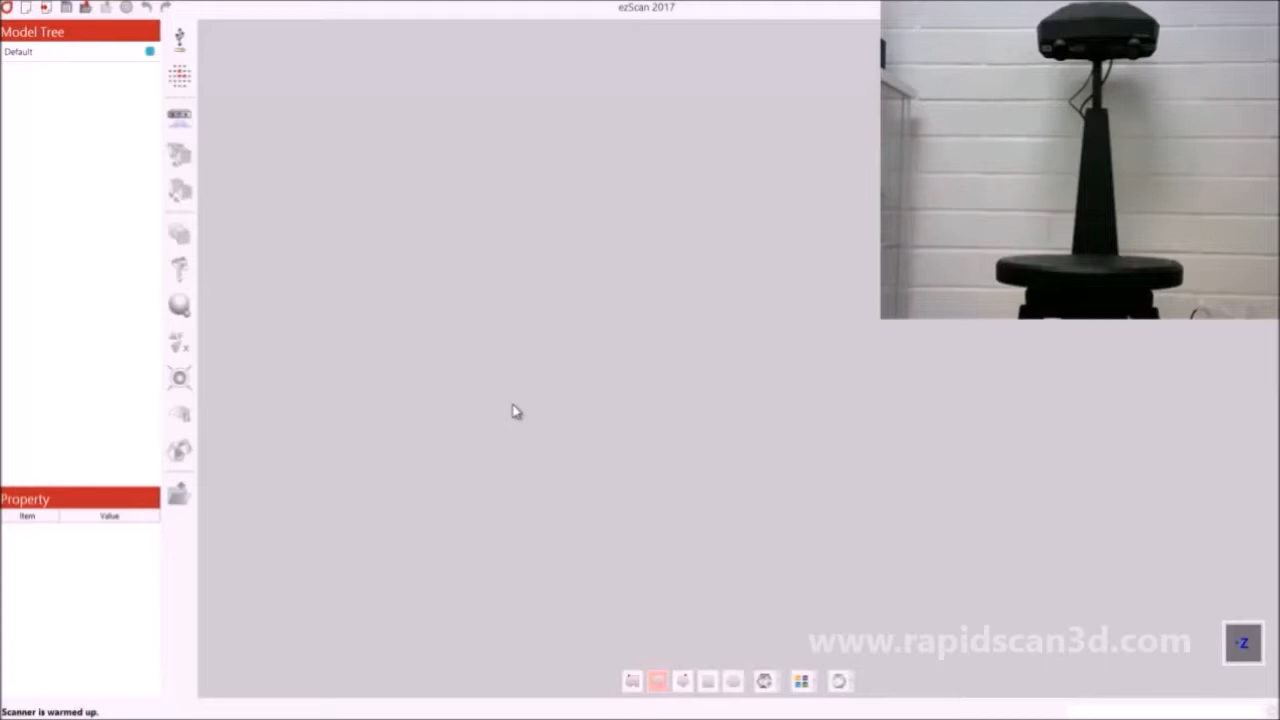 ezScan 2017
Model Tree
Default
Property
Item Value
www.rapidscan3d.com
-Z
Scanner is warmed up.